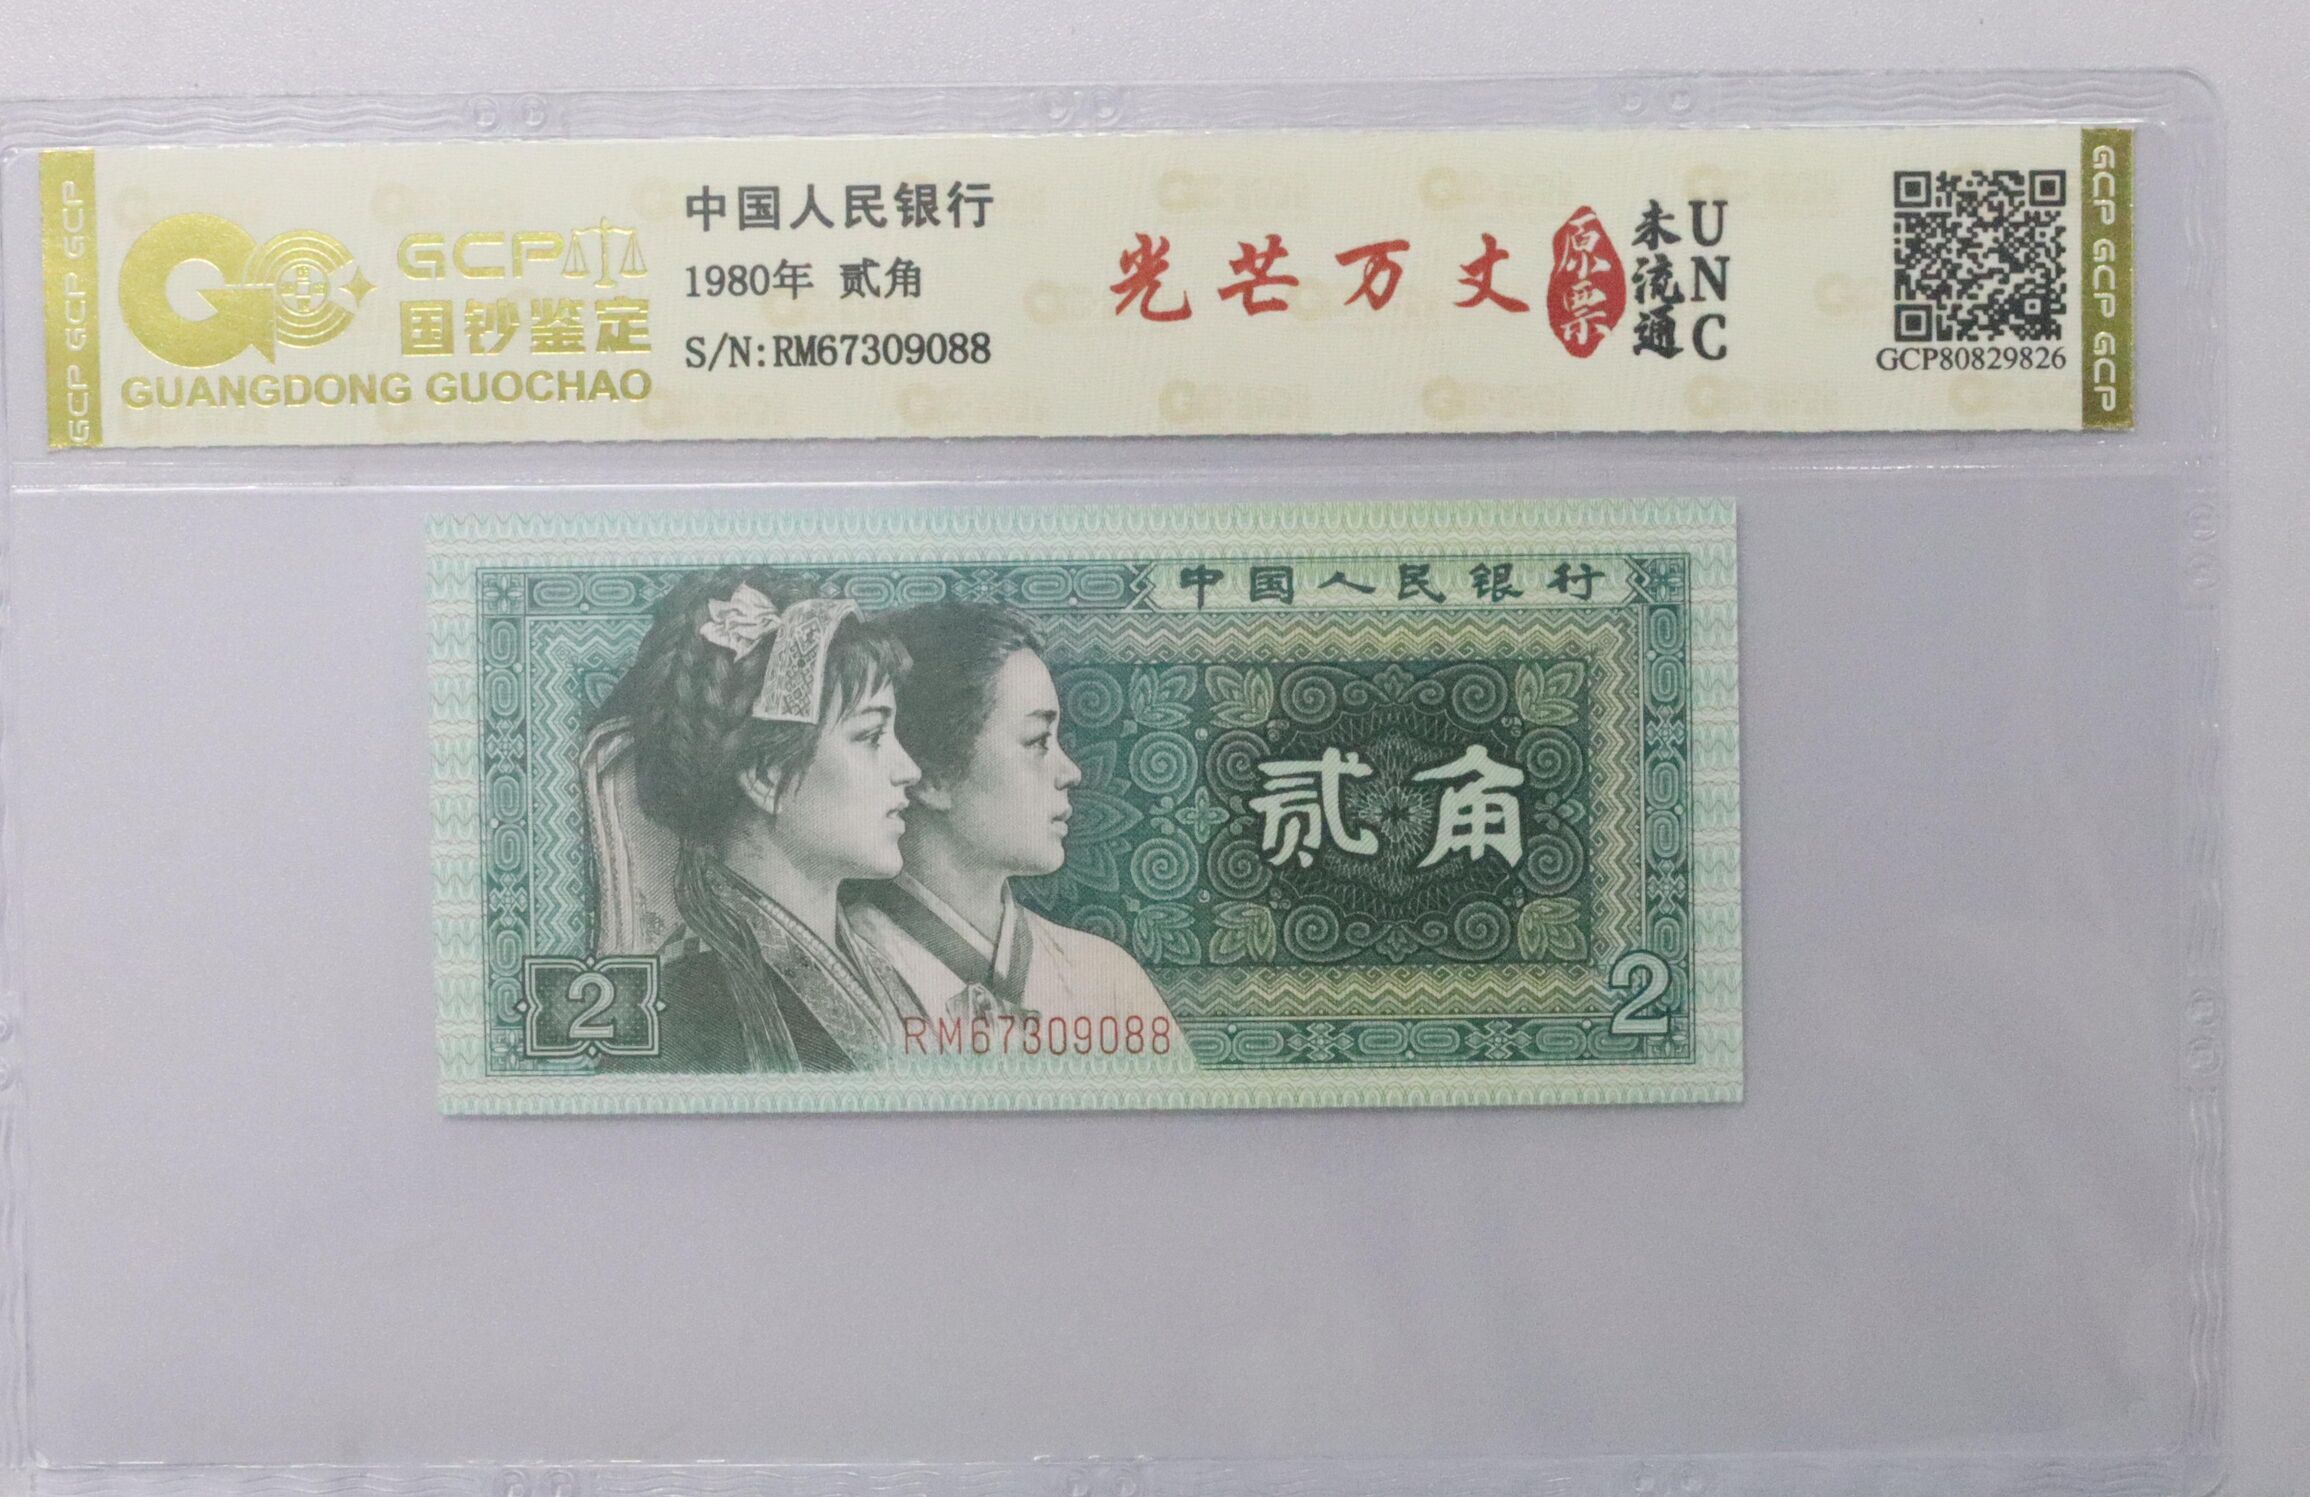 GCP GCP GCP
GCP
国钞鉴定
GUANGDONG GUOCHAO
中国人民银行
1980年 贰角
S/N:RM67309088
光芒万丈
原票
未流通
UNC
GCP80829826
GCP GCP GCP
中国人民银行
贰角
2
2
RM67309088